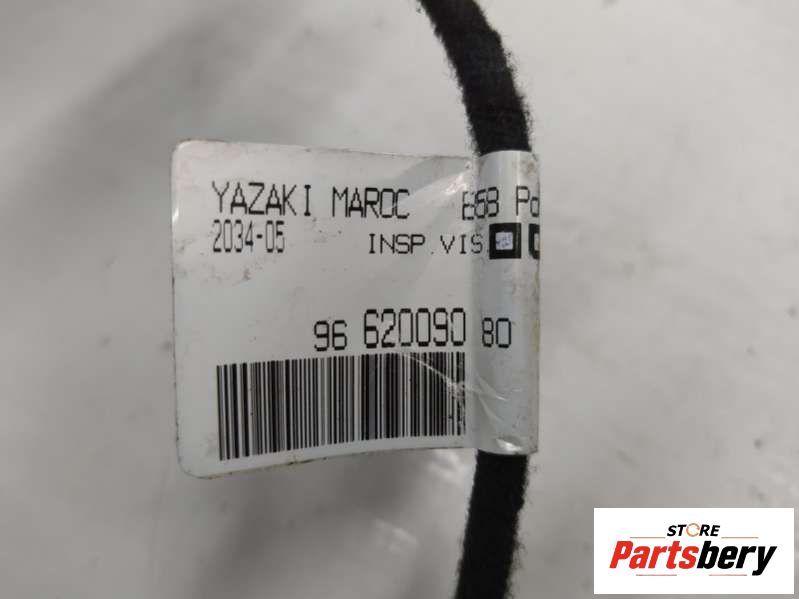 YAZAKI MAROC
2034-05 INSP.VIS
96 620090 80
STORE
Partsbery